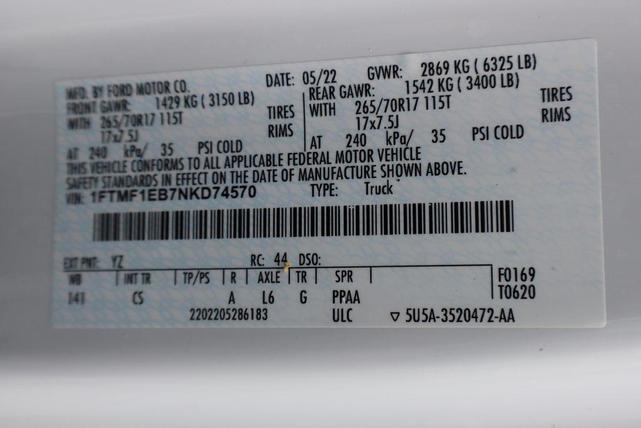 MFD. BY FORD MOTOR CO. DATE: 05/22 GVWR: 2869 KG ( 6325 LB)
FRONT GAWR: 1429 KG ( 3150 LB) REAR GAWR: 1542 KG ( 3400 LB)
WITH 265/70R17 115T TIRES WITH 265/70R17 115T TIRES
17x7.5J RIMS 17x7.5J RIMS
AT 240 kPa/ 35 PSI COLD AT 240 kPa/ 35 PSI COLD
THIS VEHICLE CONFORMS TO ALL APPLICABLE FEDERAL MOTOR VEHICLE
SAFETY STANDARDS IN EFFECT ON THE DATE OF MANUFACTURE SHOWN ABOVE.
VIN: 1FTMF1EB7NKD74570 TYPE: Truck
EXT PNT: YZ RC: 44 DSO:
WB INT TR TP/PS R AXLE TR SPR F0169
141 CS A L6 G PPAA T0620
2202205286183 ULC ▽ 5U5A-3520472-AA